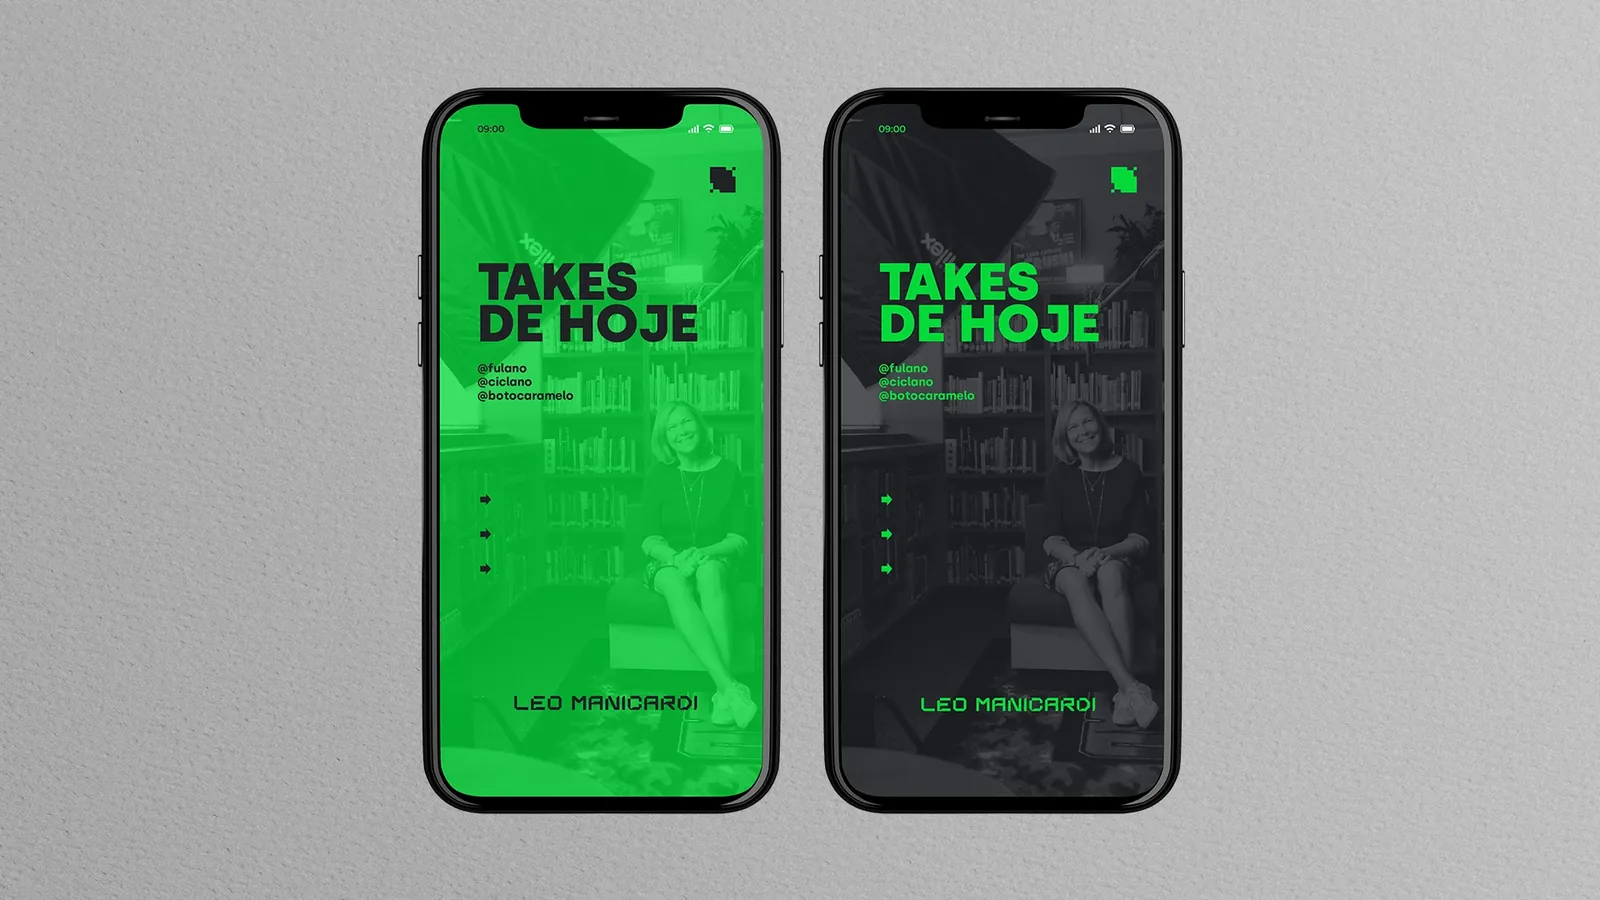 09:00
TAKES
DE HOJE
@fulano
@ciclano
@botocaramelo
LEO MANICARDI
09:00
TAKES
DE HOJE
@fulano
@ciclano
@botocaramelo
LEO MANICARDI